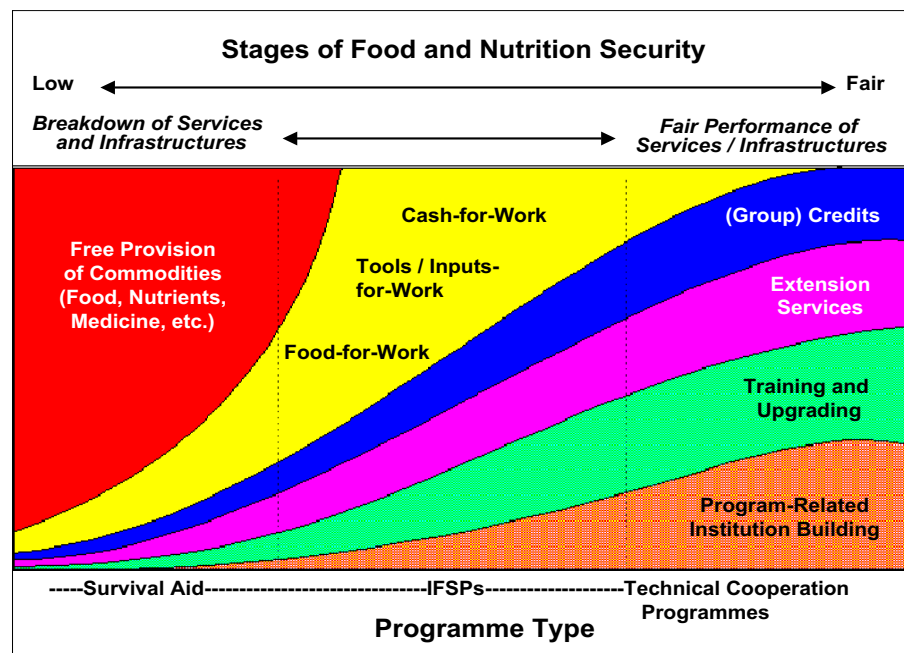 Stages of Food and Nutrition Security
Low
Fair
Breakdown of Services
and Infrastructures
Fair Performance of
Services / Infrastructures
Free Provision
of Commodities
(Food, Nutrients,
Medicine, etc.)
Cash-for-Work
Tools / Inputs-
for-Work
Food-for-Work
(Group) Credits
Extension
Services
Training and
Upgrading
Program-Related
Institution Building
-----Survival Aid------------------------------IFSPs-------------------Technical Cooperation
Programmes
Programme Type